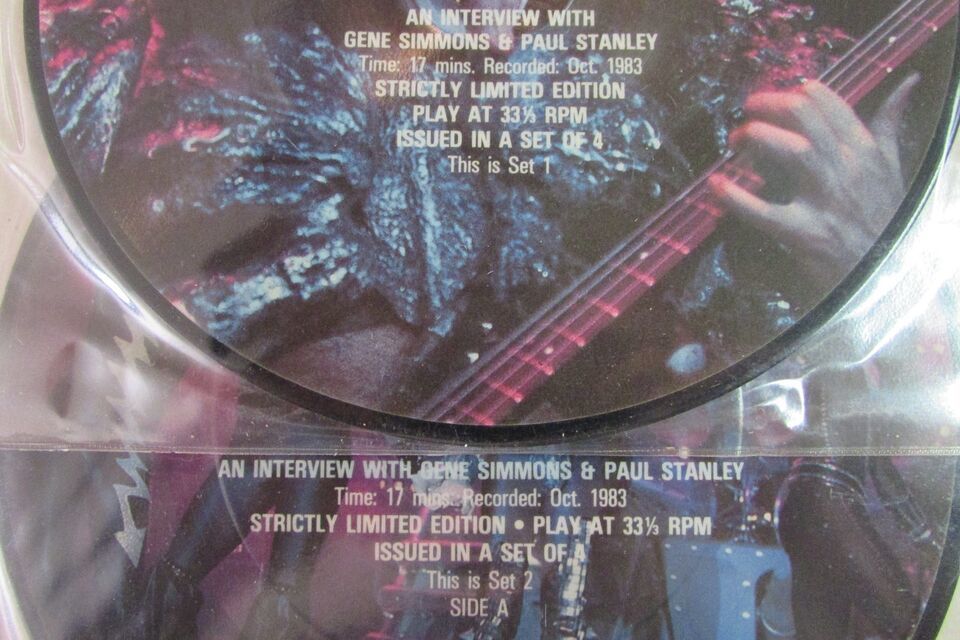 AN INTERVIEW WITH
GENE SIMMONS & PAUL STANLEY
Time: 17 mins. Recorded: Oct. 1983
STRICTLY LIMITED EDITION
PLAY AT 33⅓ RPM
ISSUED IN A SET OF 4
This is Set 1
AN INTERVIEW WITH GENE SIMMONS & PAUL STANLEY
Time: 17 mins. Recorded: Oct. 1983
STRICTLY LIMITED EDITION • PLAY AT 33⅓ RPM
ISSUED IN A SET OF 4
This is Set 2
SIDE A